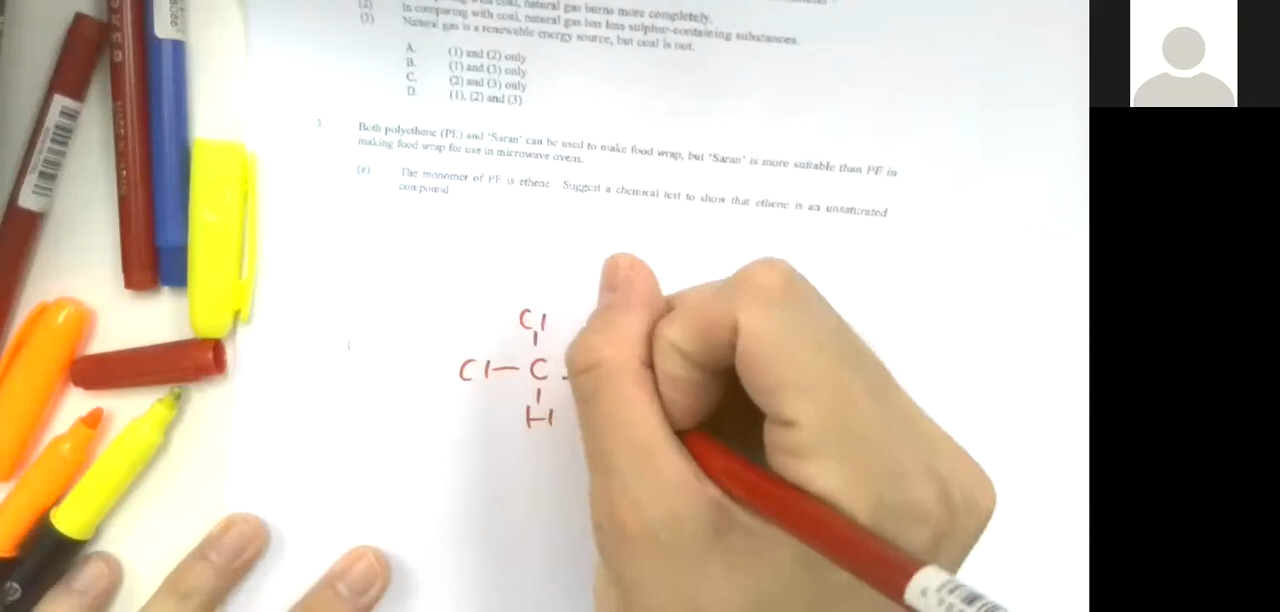 coal, natural gas burns more completely.
(2) In comparing with coal, natural gas has less sulphur-containing substances.
(3) Natural gas is a renewable energy source, but coal is not.
A. (1) and (2) only
B. (1) and (3) only
C. (2) and (3) only
D. (1), (2) and (3)
3 Both polyethene (PE) and 'Saran' can be used to make food wrap, but 'Saran' is more suitable than PE in
making food wrap for use in microwave ovens.
(a) The monomer of PE is ethene Suggest a chemical test to show that ethene is an unsaturated
compound
Cl
Cl — C
H